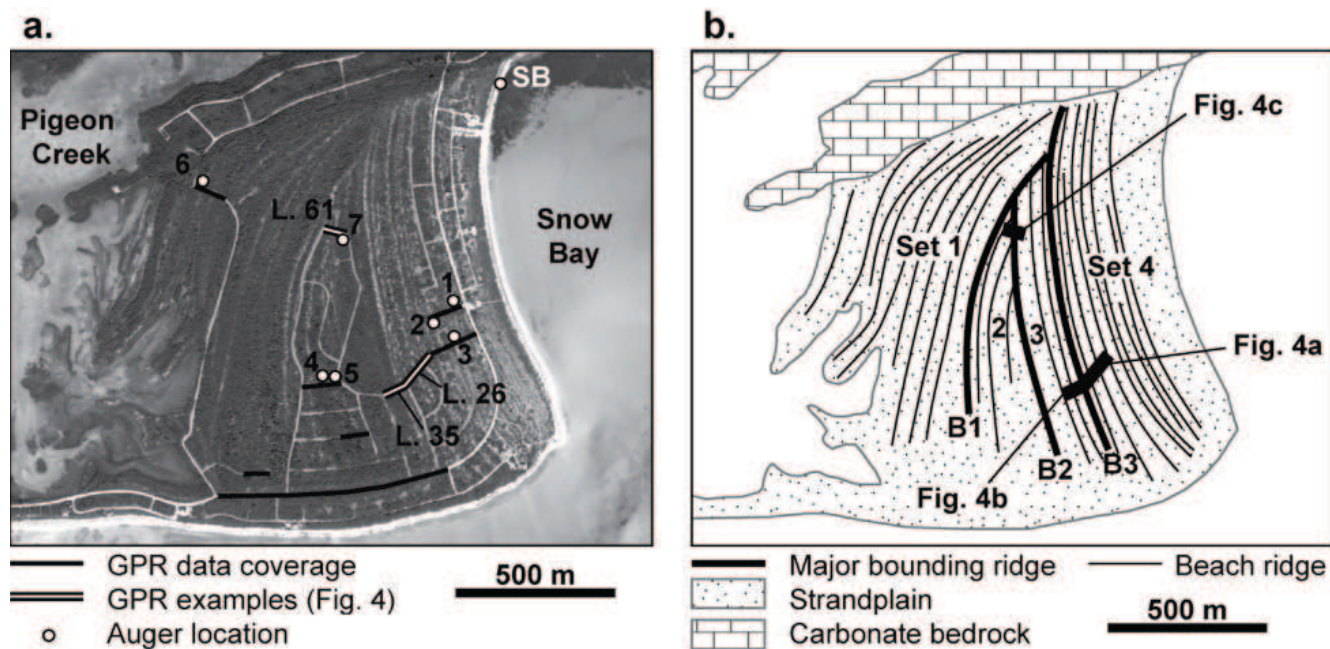 a.
SB
Pigeon
Creek
6
L. 61
7
Snow
Bay
1
2
3
4
5
L. 26
L. 35
GPR data coverage
GPR examples (Fig. 4)
Auger location
500 m
b.
Fig. 4c
Set 1
Set 4
2
3
Fig. 4a
B1
B2
B3
Fig. 4b
Major bounding ridge
Beach ridge
Strandplain
Carbonate bedrock
500 m